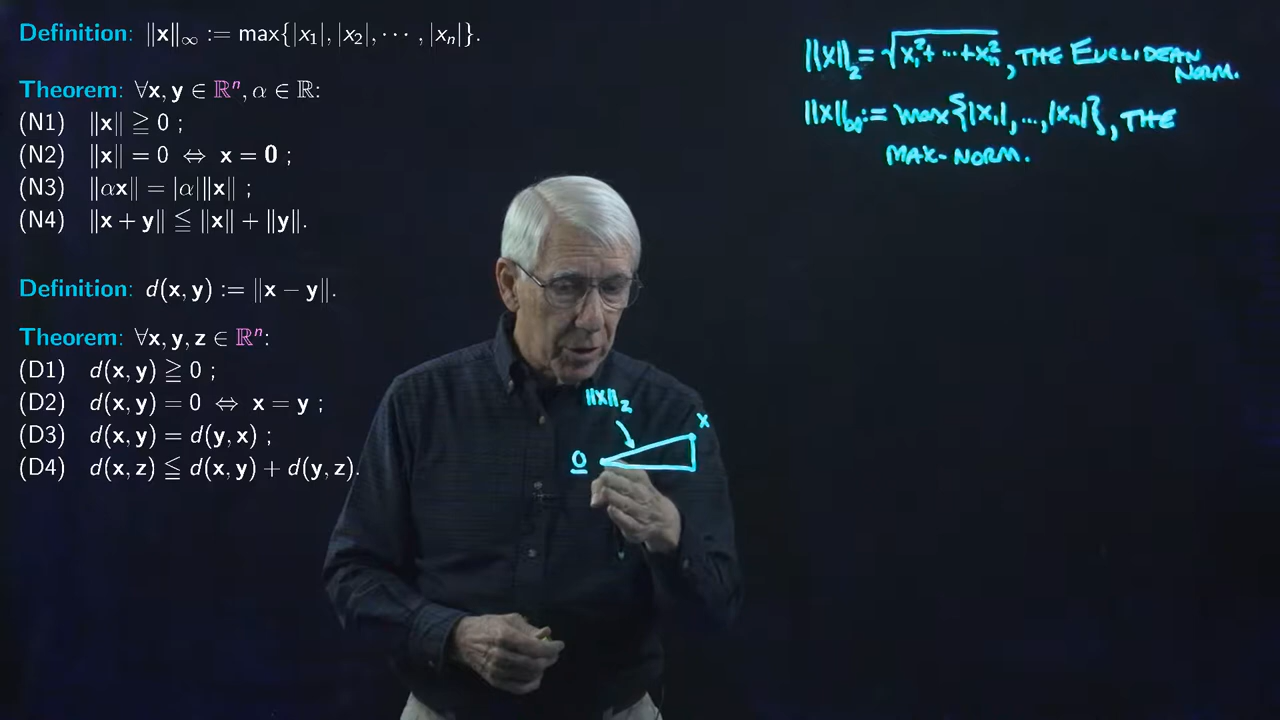 Definition: ‖x‖∞ := max{|x₁|, |x₂|, ⋯ , |xₙ|}.
Theorem: ∀x, y ∈ ℝⁿ, α ∈ ℝ:
(N1) ‖x‖ ≧ 0 ;
(N2) ‖x‖ = 0 ⇔ x = 0 ;
(N3) ‖αx‖ = |α|‖x‖ ;
(N4) ‖x + y‖ ≦ ‖x‖ + ‖y‖.
Definition: d(x, y) := ‖x − y‖.
Theorem: ∀x, y, z ∈ ℝⁿ:
(D1) d(x, y) ≧ 0 ;
(D2) d(x, y) = 0 ⇔ x = y ;
(D3) d(x, y) = d(y, x) ;
(D4) d(x, z) ≦ d(x, y) + d(y, z).
‖x‖₂ = √(x₁² + ⋯ + xₙ²), THE EUCLIDEAN
NORM.
‖x‖∞ := max{|x₁|, ..., |xₙ|}, THE
MAX-NORM.
‖x‖₂
x
0